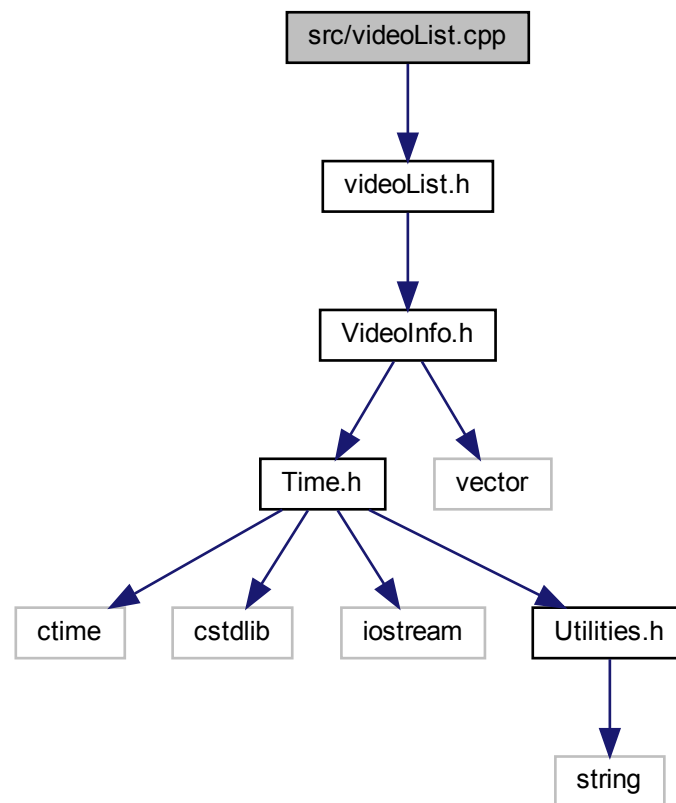 src/videoList.cpp
videoList.h
VideoInfo.h
Time.h
vector
ctime
cstdlib
iostream
Utilities.h
string